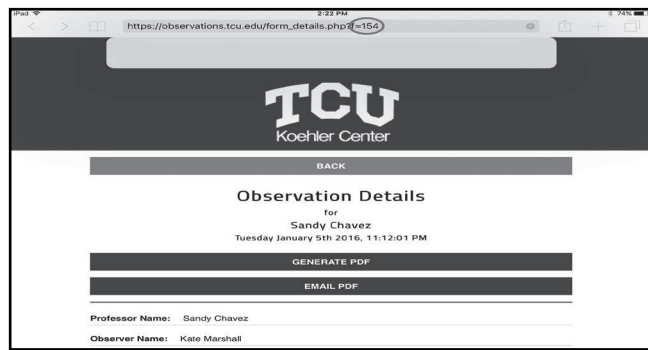 iPad 2:22 PM 74%
https://observations.tcu.edu/form_details.php?f=154
TCU
Koehler Center
BACK
Observation Details
for
Sandy Chavez
Tuesday January 5th 2016, 11:12:01 PM
GENERATE PDF
EMAIL PDF
Professor Name: Sandy Chavez
Observer Name: Kate Marshall